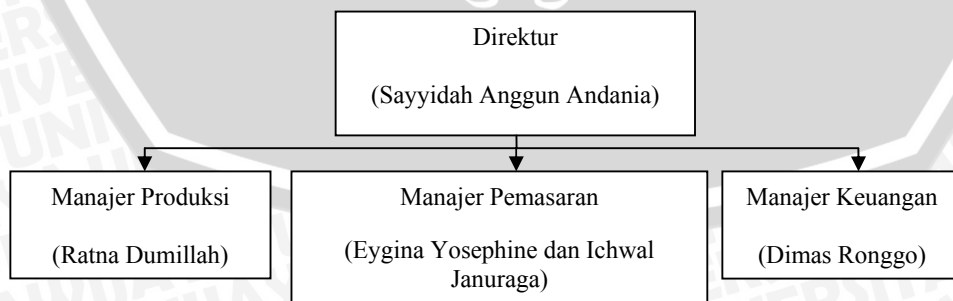 Direktur
(Sayyidah Anggun Andania)
Manajer Produksi
(Ratna Dumillah)
Manajer Pemasaran
(Eygina Yosephine dan Ichwal
Januraga)
Manajer Keuangan
(Dimas Ronggo)